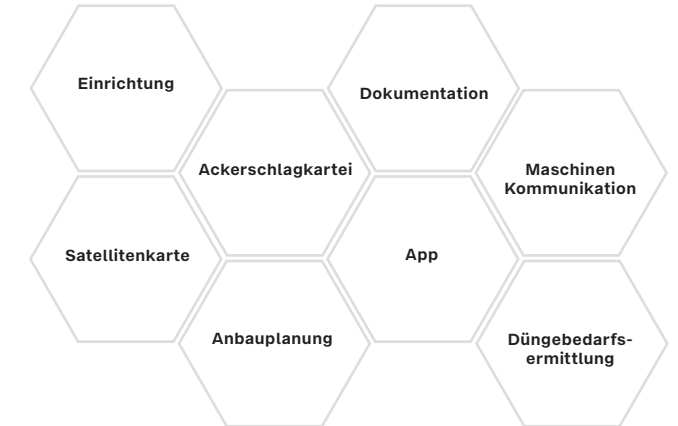 Einrichtung
Dokumentation
Ackerschlagkartei
Maschinen
Kommunikation
Satellitenkarte
App
Anbauplanung
Düngebedarfs-
ermittlung